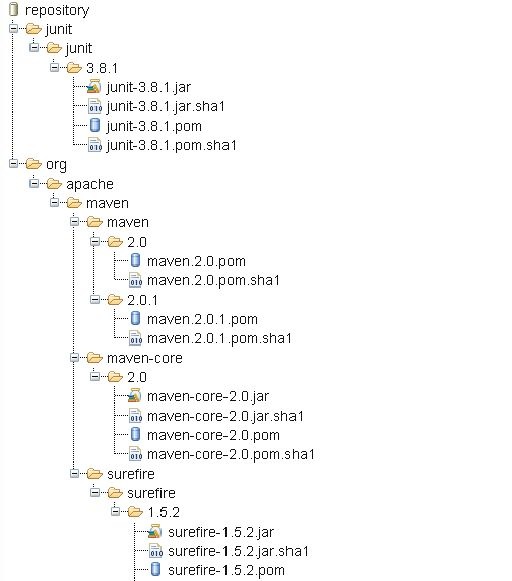 repository
junit
junit
3.8.1
junit-3.8.1.jar
junit-3.8.1.jar.sha1
junit-3.8.1.pom
junit-3.8.1.pom.sha1
org
apache
maven
maven
2.0
maven.2.0.pom
maven.2.0.pom.sha1
2.0.1
maven.2.0.1.pom
maven.2.0.1.pom.sha1
maven-core
2.0
maven-core-2.0.jar
maven-core-2.0.jar.sha1
maven-core-2.0.pom
maven-core-2.0.pom.sha1
surefire
surefire
1.5.2
surefire-1.5.2.jar
surefire-1.5.2.jar.sha1
surefire-1.5.2.pom